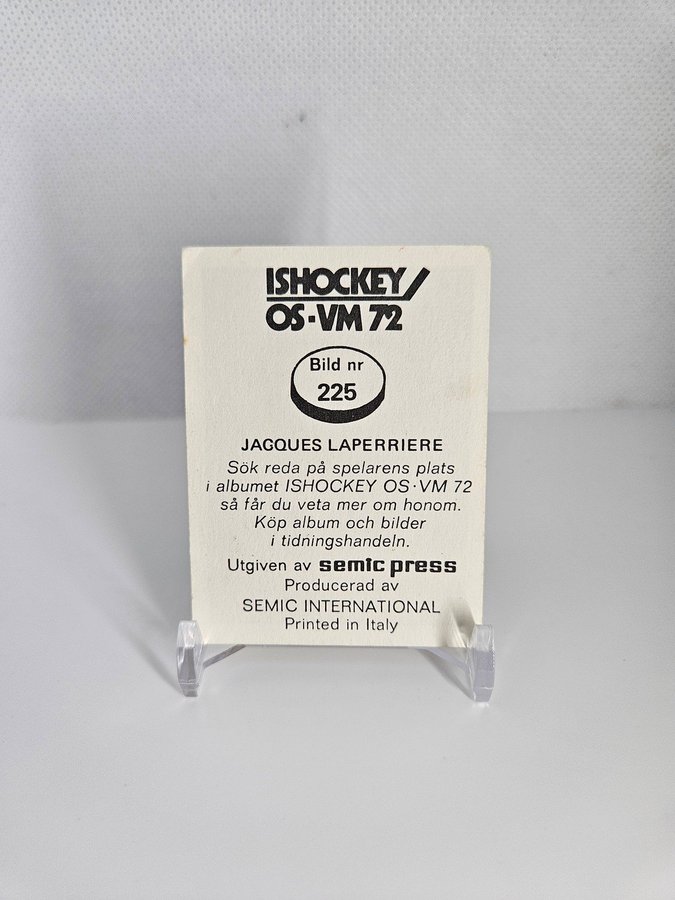 ISHOCKEY
OS·VM 72
Bild nr
225
JACQUES LAPERRIERE
Sök reda på spelarens plats
i albumet ISHOCKEY OS·VM 72
så får du veta mer om honom.
Köp album och bilder
i tidningshandeln.
Utgiven av semic press
Producerad av
SEMIC INTERNATIONAL
Printed in Italy